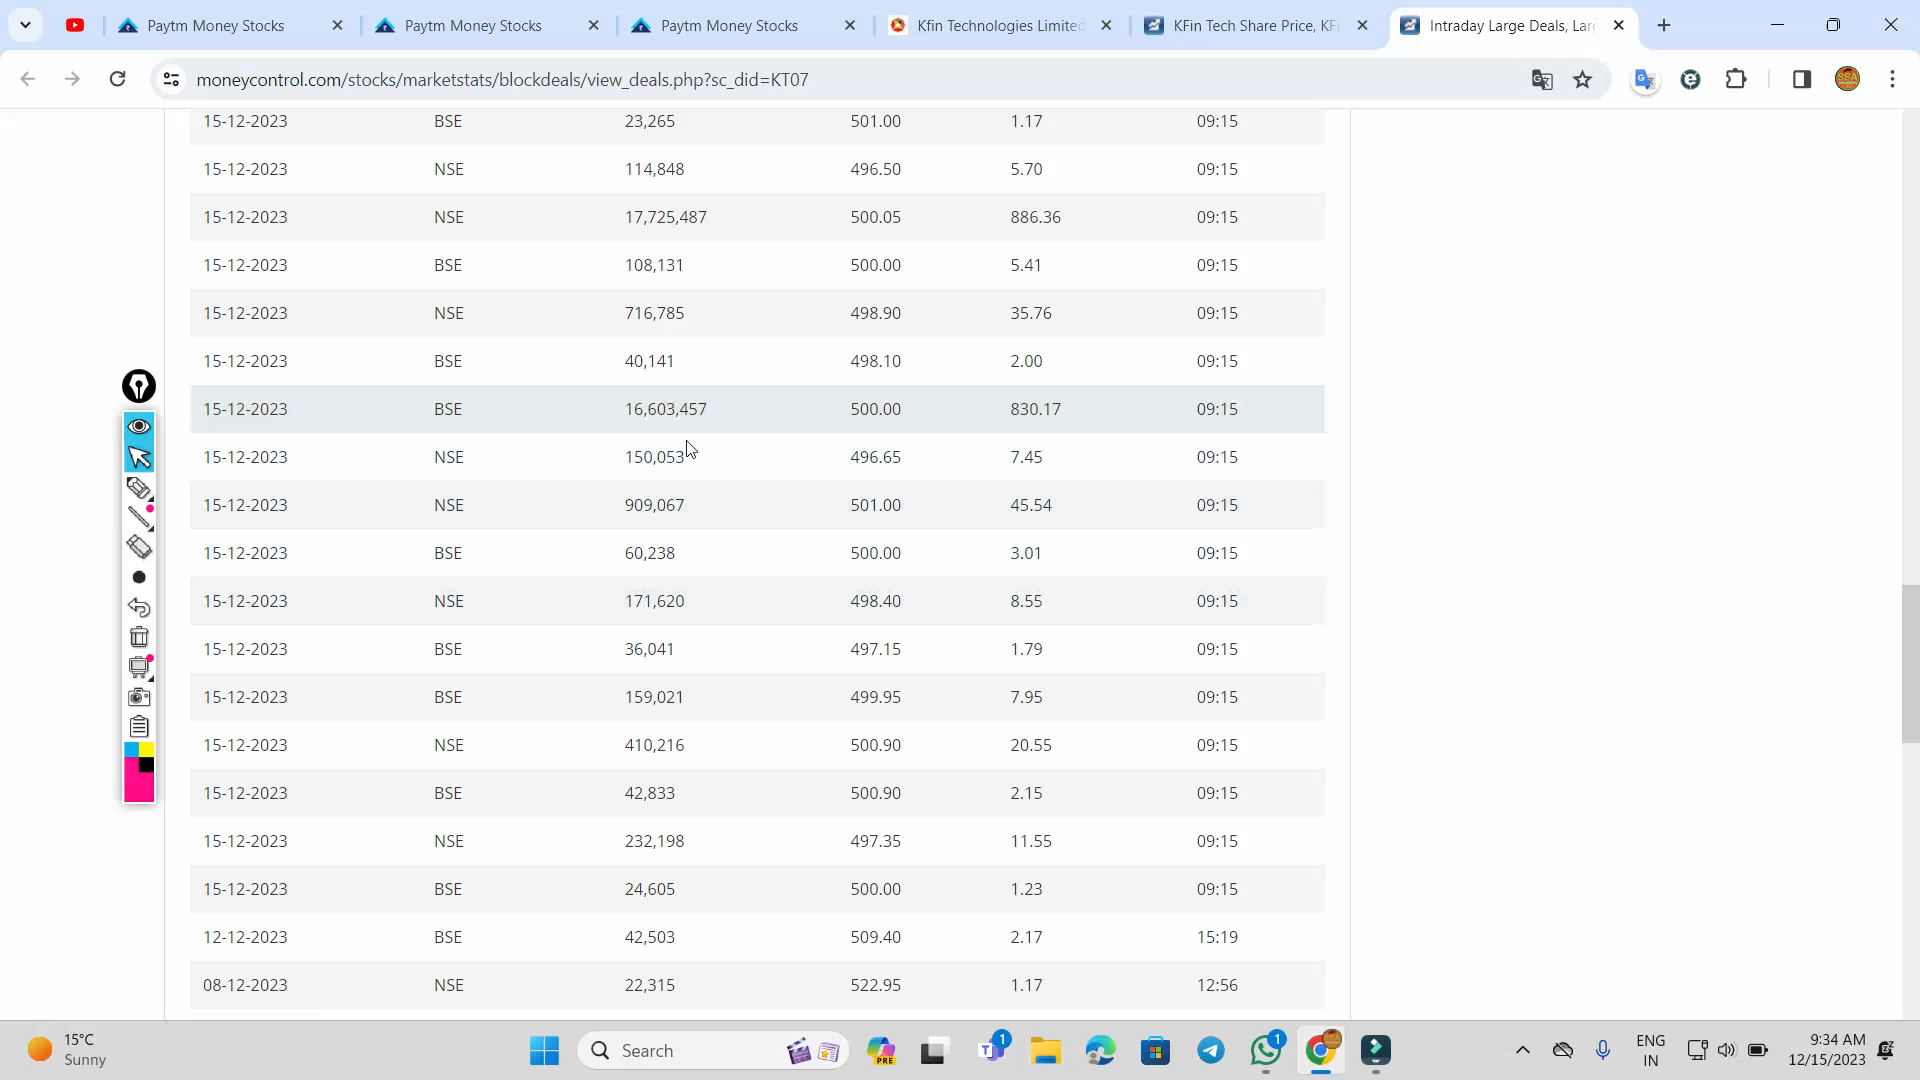 Paytm Money Stocks
Paytm Money Stocks
Paytm Money Stocks
Kfin Technologies Limited
KFin Tech Share Price, KFi
Intraday Large Deals, Lar
moneycontrol.com/stocks/marketstats/blockdeals/view_deals.php?sc_did=KT07
15-12-2023 BSE 23,265 501.00 1.17 09:15
15-12-2023 NSE 114,848 496.50 5.70 09:15
15-12-2023 NSE 17,725,487 500.05 886.36 09:15
15-12-2023 BSE 108,131 500.00 5.41 09:15
15-12-2023 NSE 716,785 498.90 35.76 09:15
15-12-2023 BSE 40,141 498.10 2.00 09:15
15-12-2023 BSE 16,603,457 500.00 830.17 09:15
15-12-2023 NSE 150,053 496.65 7.45 09:15
15-12-2023 NSE 909,067 501.00 45.54 09:15
15-12-2023 BSE 60,238 500.00 3.01 09:15
15-12-2023 NSE 171,620 498.40 8.55 09:15
15-12-2023 BSE 36,041 497.15 1.79 09:15
15-12-2023 BSE 159,021 499.95 7.95 09:15
15-12-2023 NSE 410,216 500.90 20.55 09:15
15-12-2023 BSE 42,833 500.90 2.15 09:15
15-12-2023 NSE 232,198 497.35 11.55 09:15
15-12-2023 BSE 24,605 500.00 1.23 09:15
12-12-2023 BSE 42,503 509.40 2.17 15:19
08-12-2023 NSE 22,315 522.95 1.17 12:56
15°C
Sunny
Search
PRE
1
1
ENG
IN
9:34 AM
12/15/2023